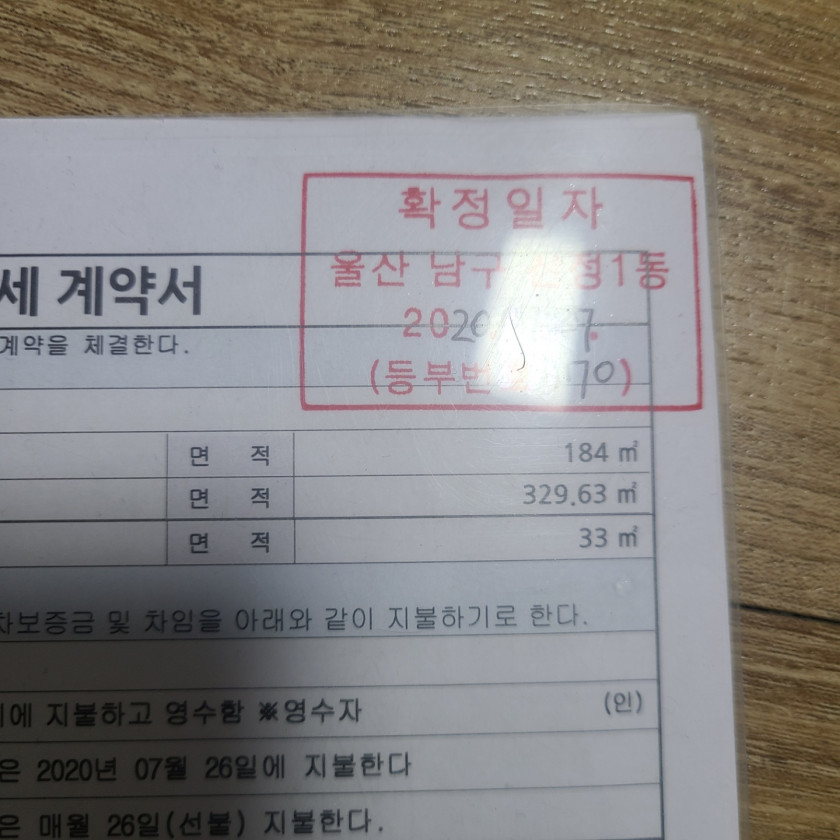 확정일자
울산 남구 1동
세 계약서
2020. 7.
계약을 체결한다.
(등부번 70)
면 적 184 ㎡
면 적 329.63 ㎡
면 적 33 ㎡
차보증금 및 차임을 아래와 같이 지불하기로 한다.
에 지불하고 영수함 ※영수자 (인)
은 2020년 07월 26일에 지불한다
은 매월 26일(선불) 지불한다.